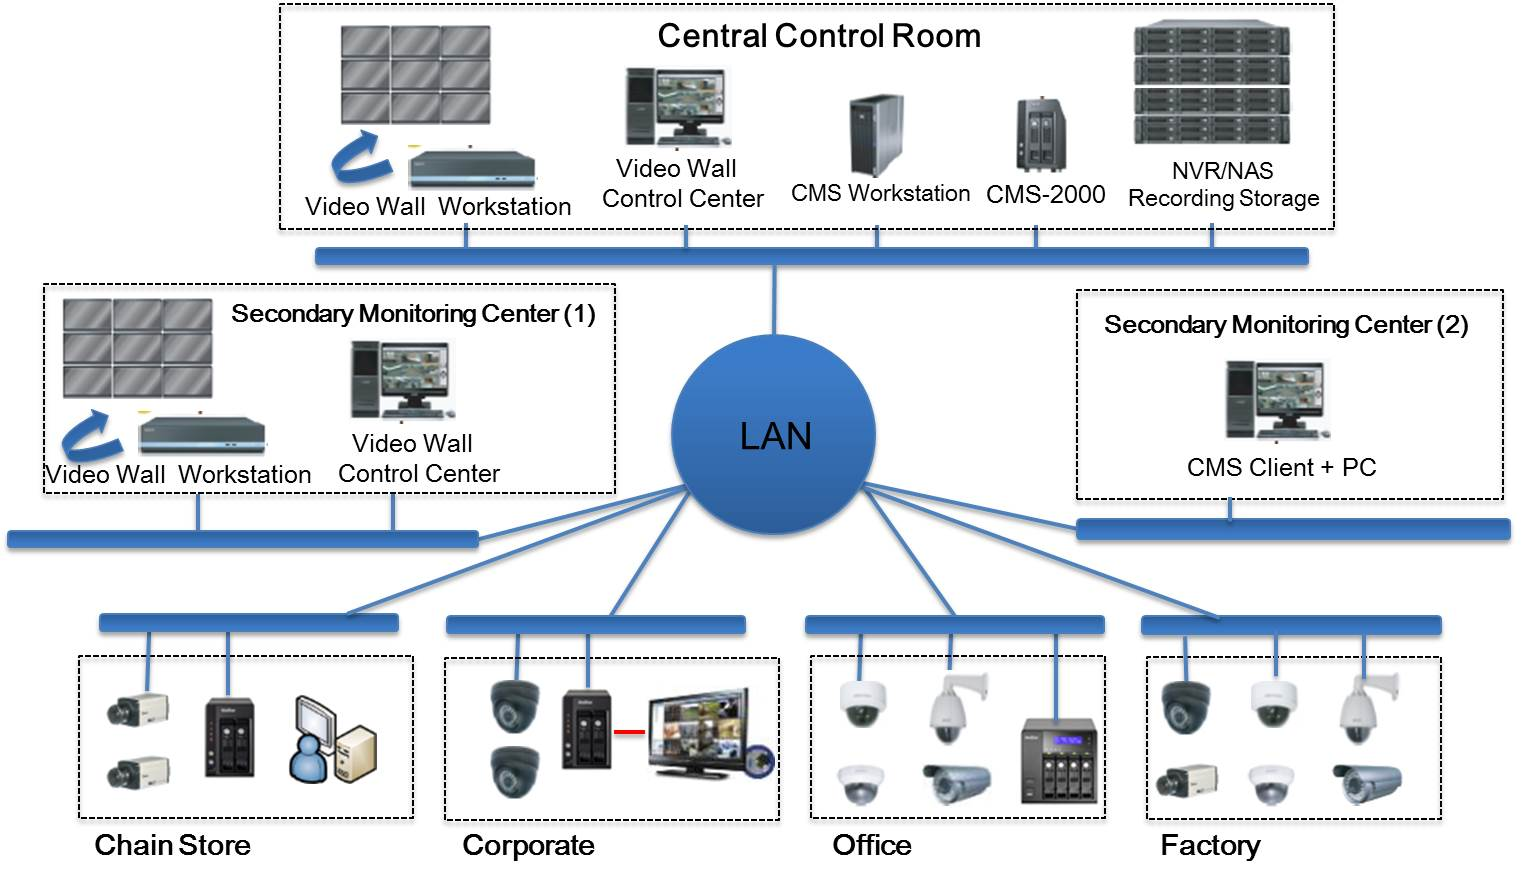 Central Control Room
Video Wall
Workstation
Video Wall
Control Center
CMS Workstation
CMS-2000
NVR/NAS
Recording Storage
Secondary Monitoring Center (1)
Video Wall
Workstation
Video Wall
Control Center
LAN
Secondary Monitoring Center (2)
CMS Client + PC
Chain Store
Corporate
Office
Factory